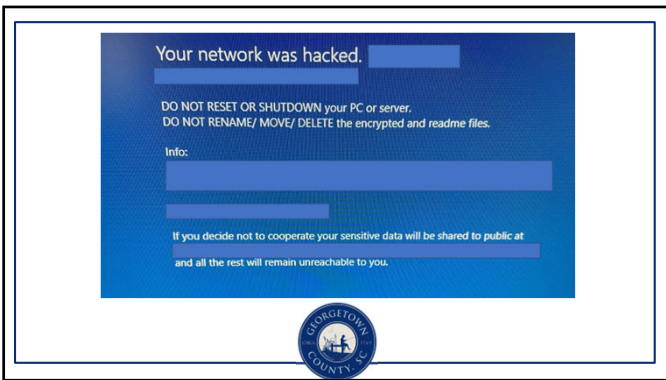 Your network was hacked.
DO NOT RESET OR SHUTDOWN your PC or server.
DO NOT RENAME/ MOVE/ DELETE the encrypted and readme files.
Info:
If you decide not to cooperate your sensitive data will be shared to public at
and all the rest will remain unreachable to you.
GEORGETOWN
CIRCA 1769
COUNTY, SC